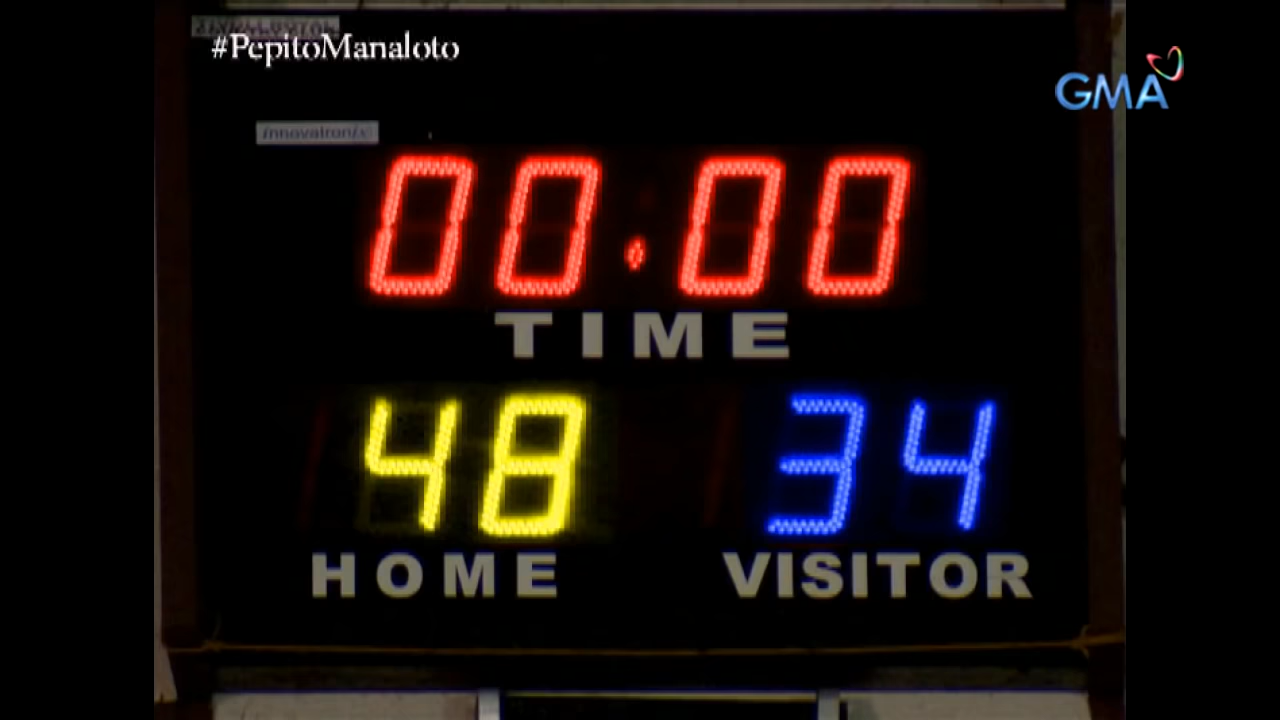 #PepitoManaloto
GMA
innovatronix
00:00
TIME
48 34
HOME VISITOR